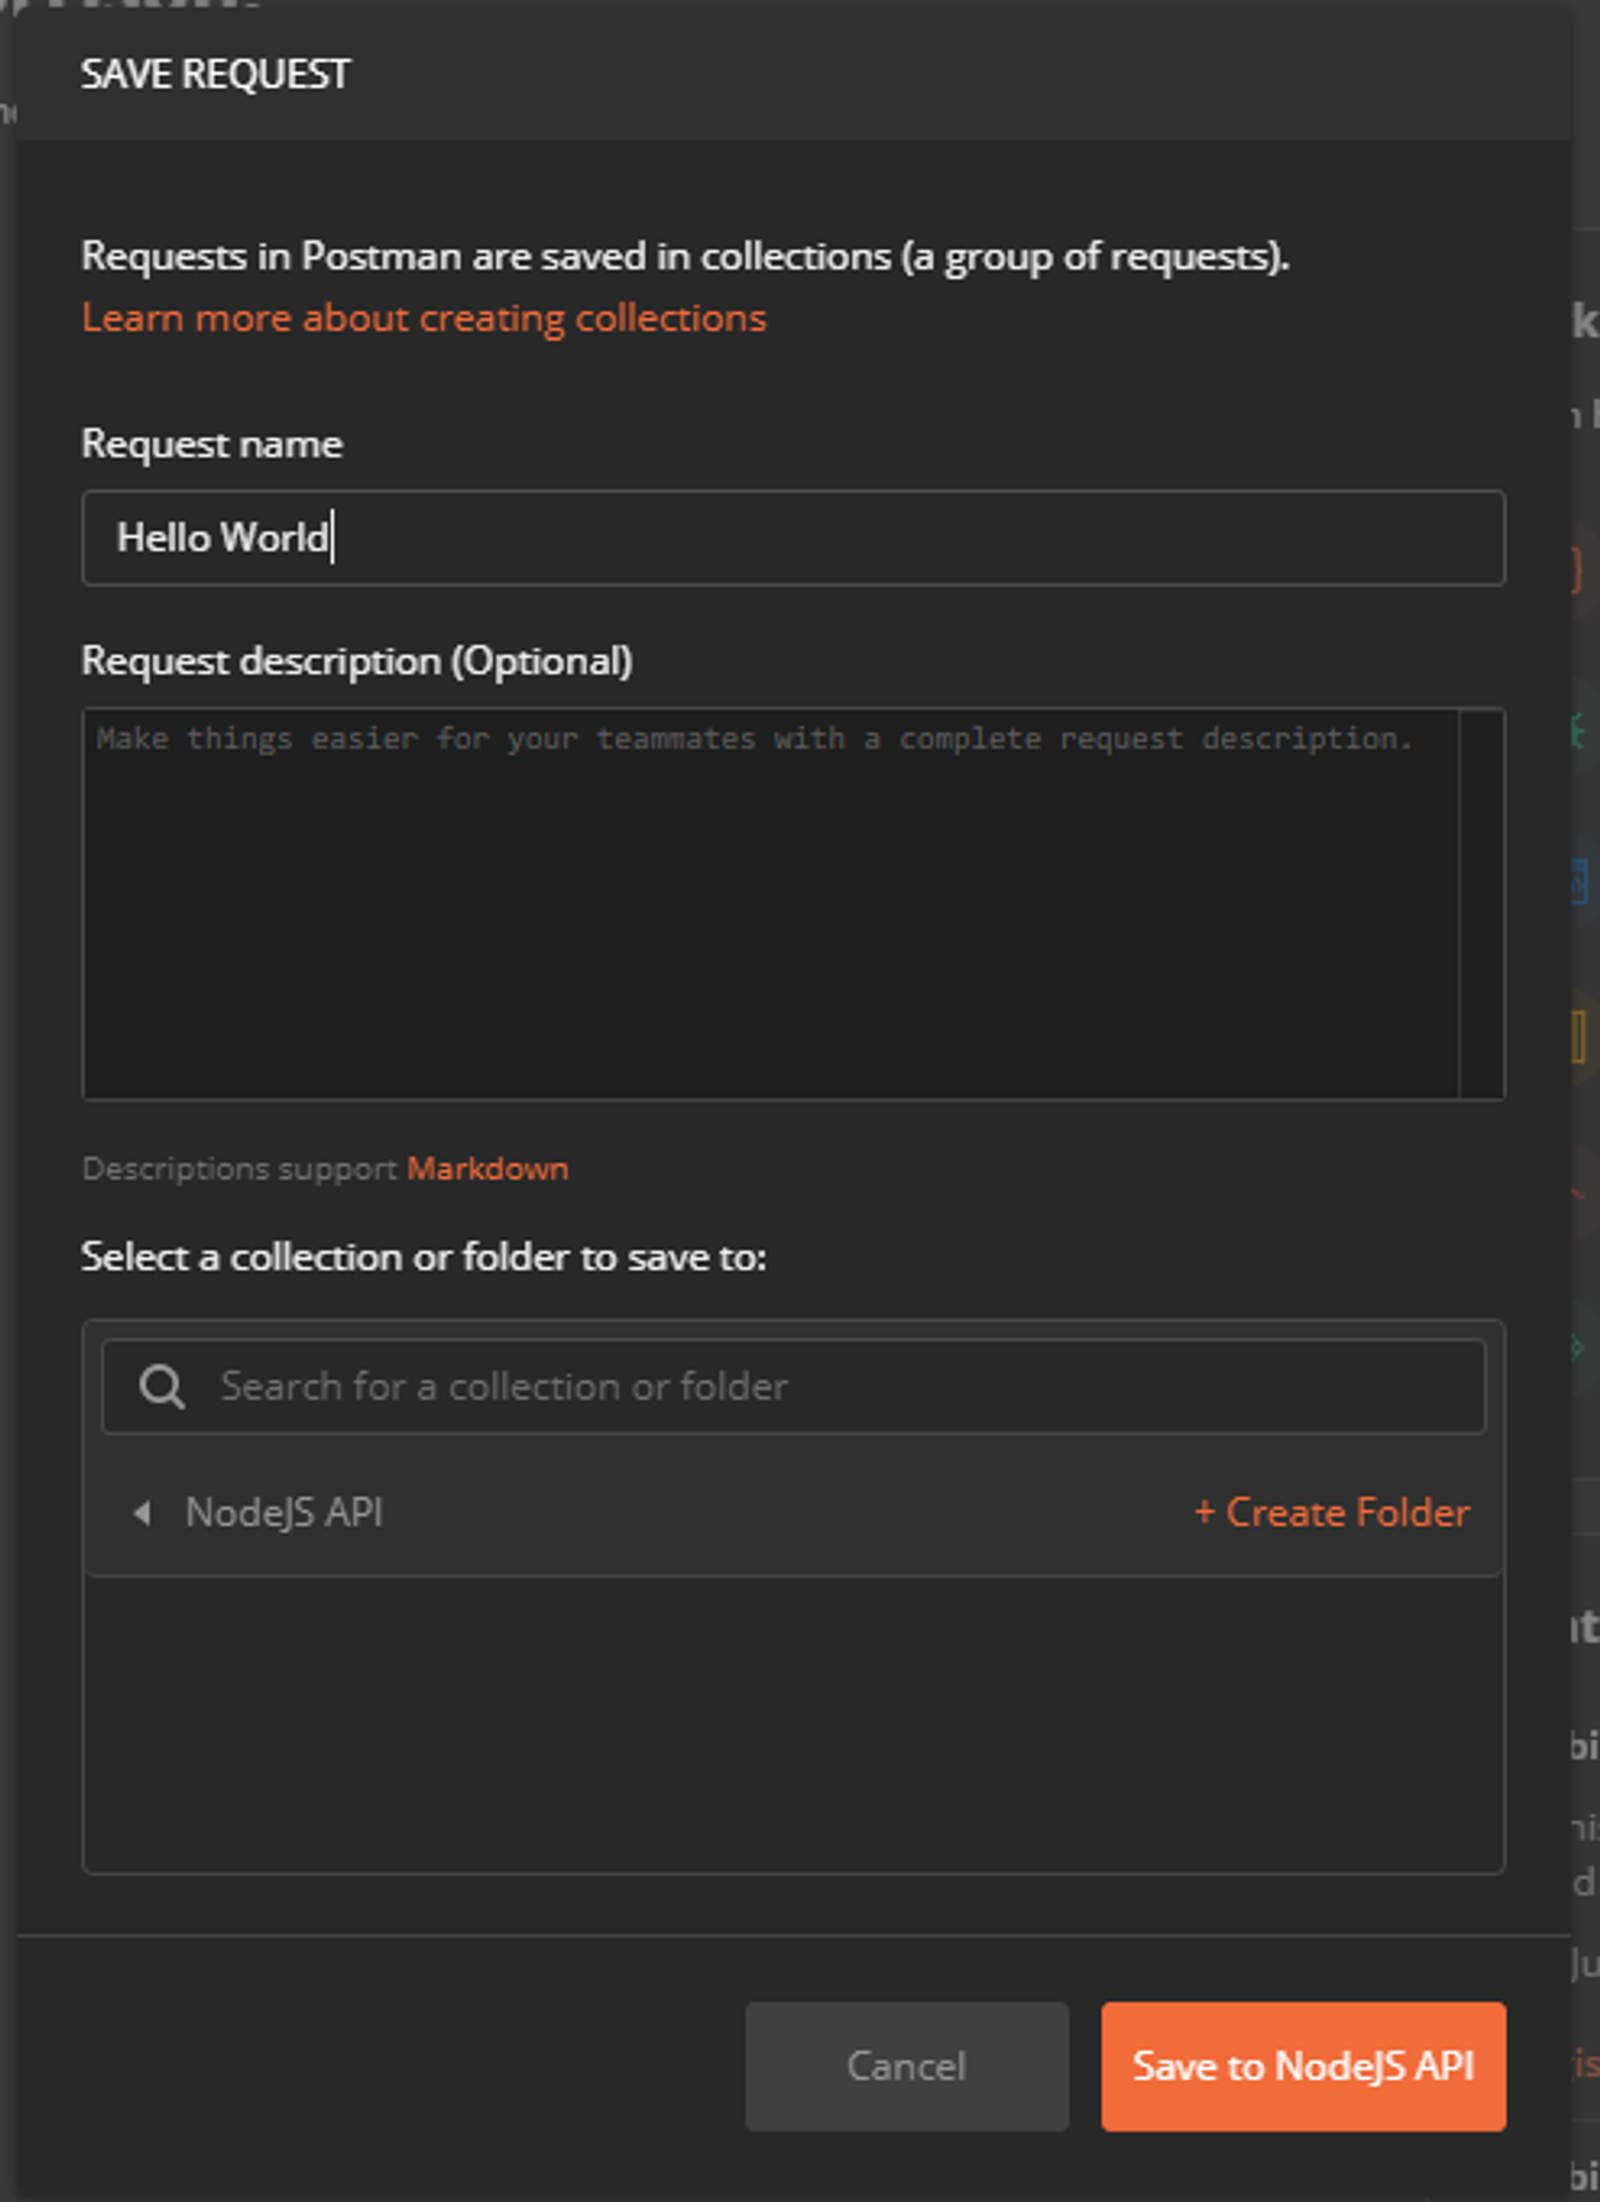 SAVE REQUEST
Requests in Postman are saved in collections (a group of requests).
Learn more about creating collections
Request name
Hello World
Request description (Optional)
Make things easier for your teammates with a complete request description.
Descriptions support Markdown
Select a collection or folder to save to:
Search for a collection or folder
NodeJS API
+ Create Folder
Cancel
Save to NodeJS API